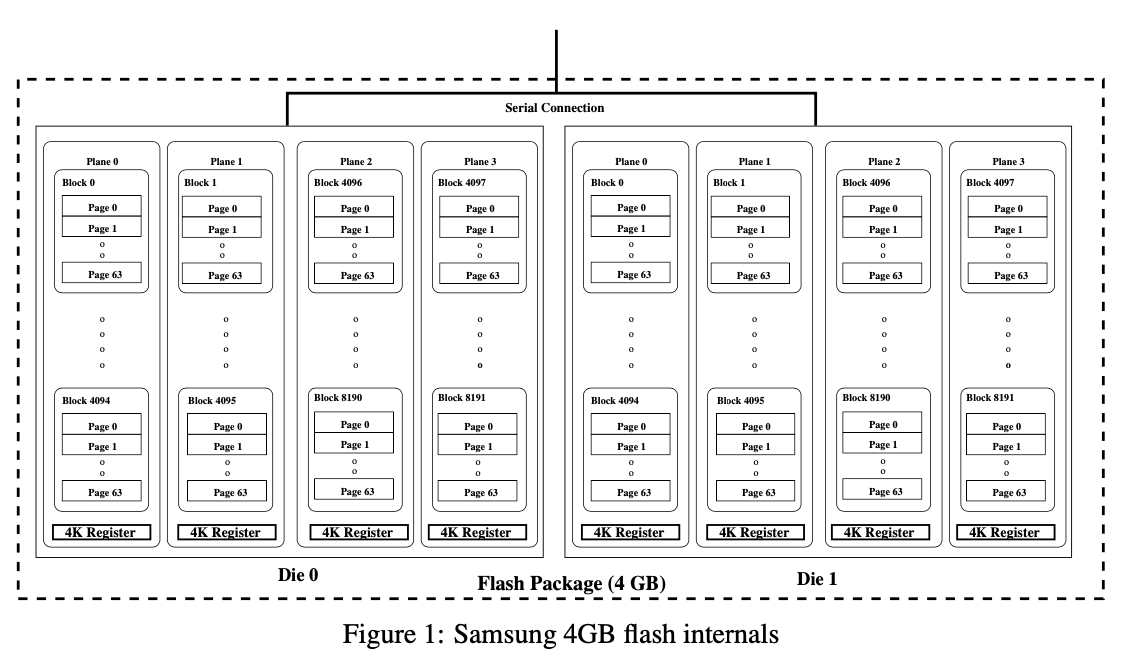 Serial Connection
Plane 0 Plane 1 Plane 2 Plane 3 Plane 0 Plane 1 Plane 2 Plane 3
Block 0 Block 1 Block 4096 Block 4097 Block 0 Block 1 Block 4096 Block 4097
Page 0 Page 0 Page 0 Page 0 Page 0 Page 0 Page 0 Page 0
Page 1 Page 1 Page 1 Page 1 Page 1 Page 1 Page 1 Page 1
Page 63 Page 63 Page 63 Page 63 Page 63 Page 63 Page 63 Page 63
Block 4094 Block 4095 Block 8190 Block 8191 Block 4094 Block 4095 Block 8190 Block 8191
Page 0 Page 0 Page 0 Page 0 Page 0 Page 0 Page 0 Page 0
Page 1 Page 1 Page 1 Page 1 Page 1 Page 1 Page 1 Page 1
Page 63 Page 63 Page 63 Page 63 Page 63 Page 63 Page 63 Page 63
4K Register 4K Register 4K Register 4K Register 4K Register 4K Register 4K Register 4K Register
Die 0 Flash Package (4 GB) Die 1
Figure 1: Samsung 4GB flash internals